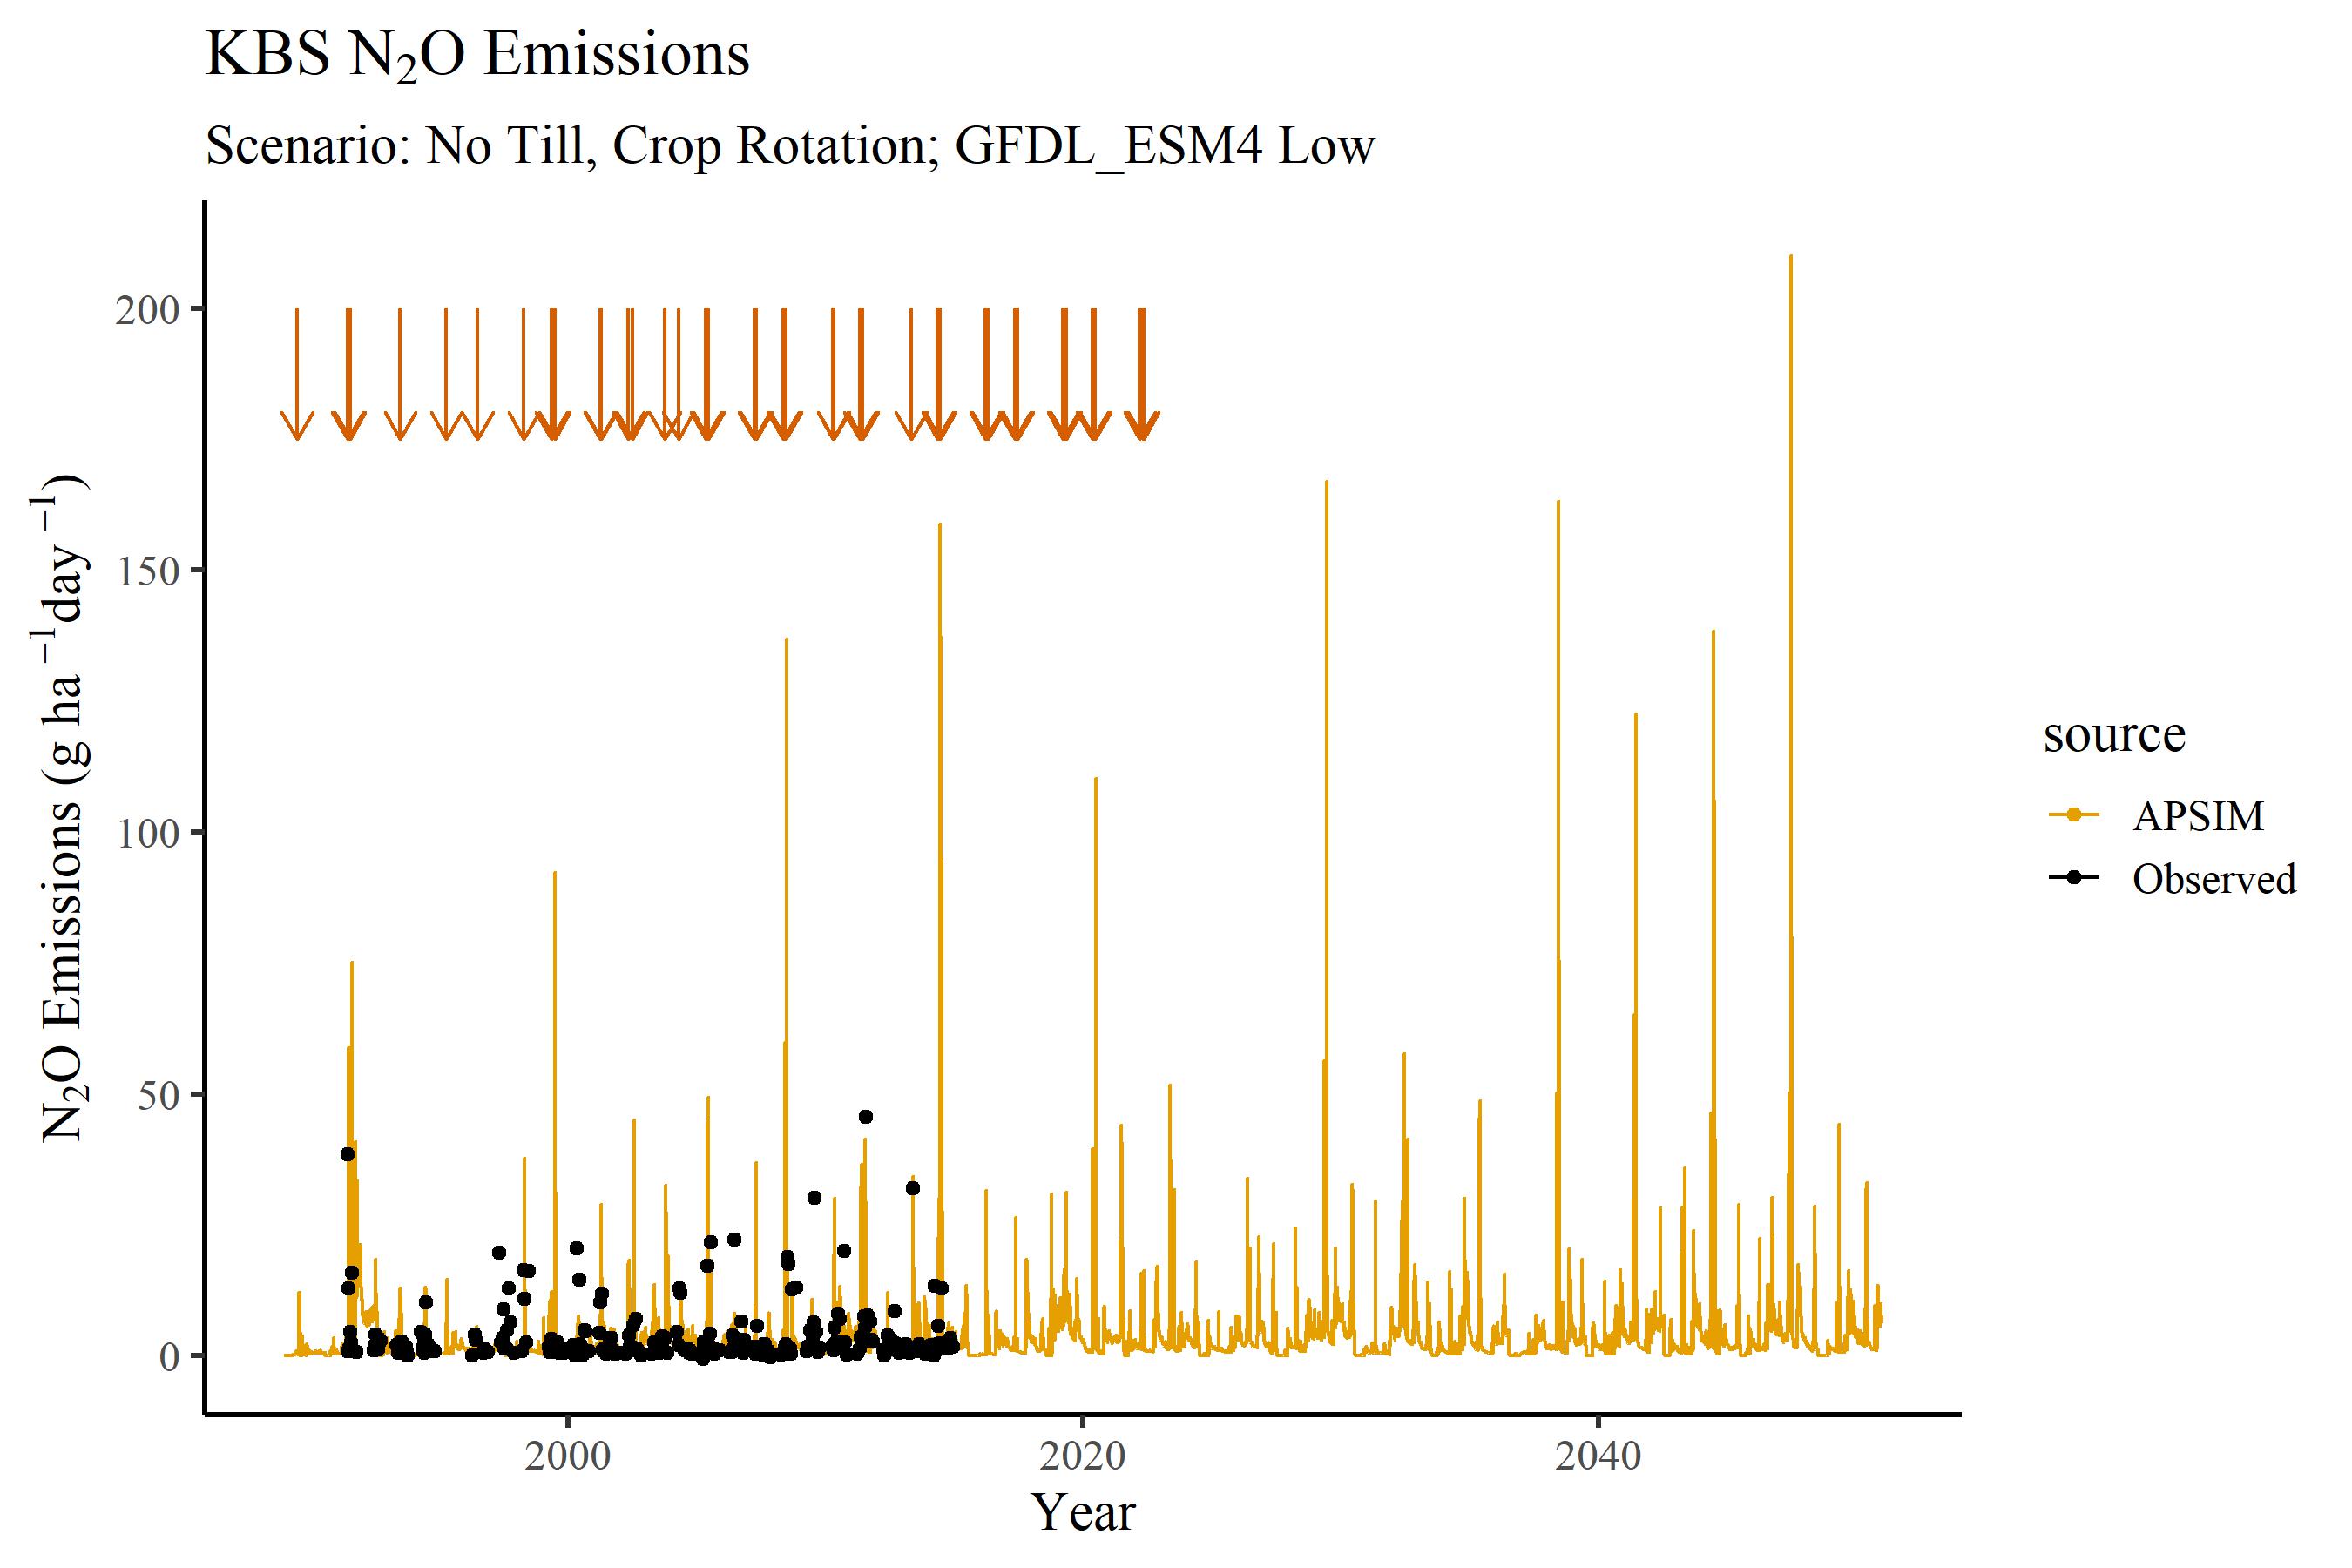 KBS N₂O Emissions
Scenario: No Till, Crop Rotation; GFDL_ESM4 Low
N₂O Emissions (g ha⁻¹day⁻¹)
200
150
100
50
0
2000 2020 2040
Year
source
APSIM
Observed